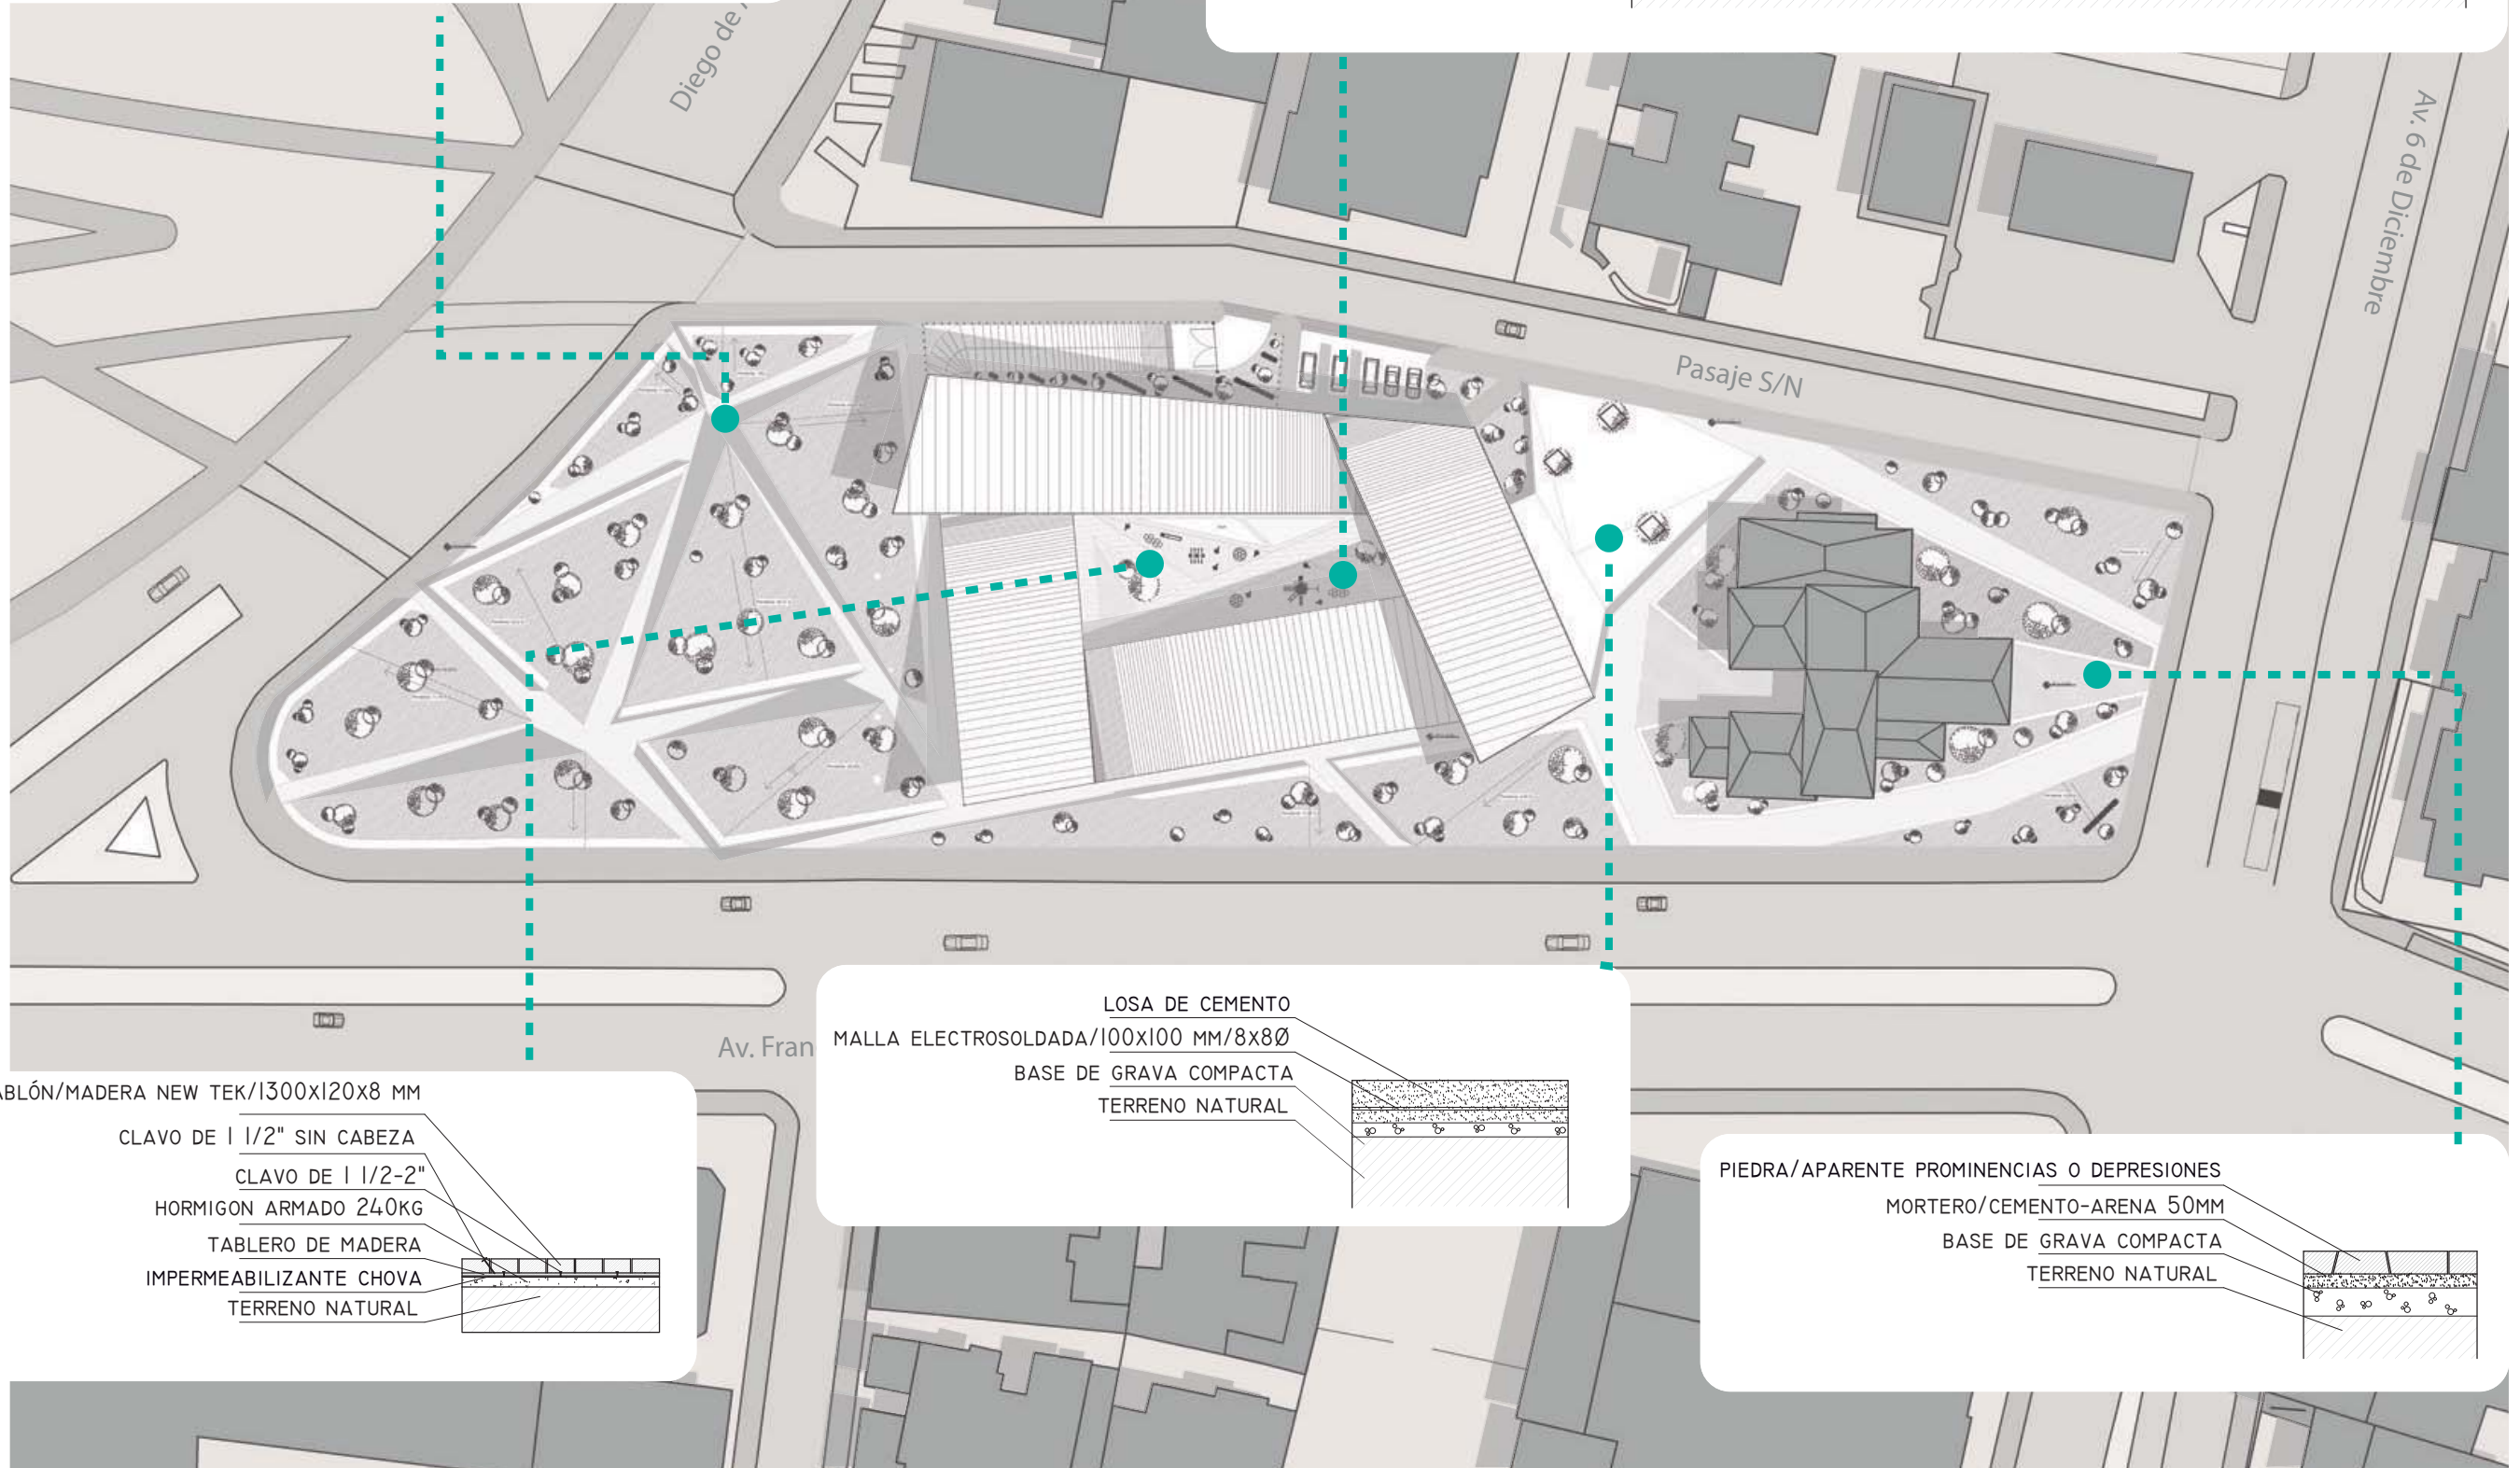 Diego de
Av. 6 de Diciembre
Pasaje S/N
Av. Fran
LOSA DE CEMENTO
MALLA ELECTROSOLDADA/100X100 MM/8X8Ø
BASE DE GRAVA COMPACTA
TERRENO NATURAL
ABLÓN/MADERA NEW TEK/1300X120X8 MM
CLAVO DE 1 1/2" SIN CABEZA
CLAVO DE 1 1/2-2"
HORMIGON ARMADO 240KG
TABLERO DE MADERA
IMPERMEABILIZANTE CHOVA
TERRENO NATURAL
PIEDRA/APARENTE PROMINENCIAS O DEPRESIONES
MORTERO/CEMENTO-ARENA 50MM
BASE DE GRAVA COMPACTA
TERRENO NATURAL